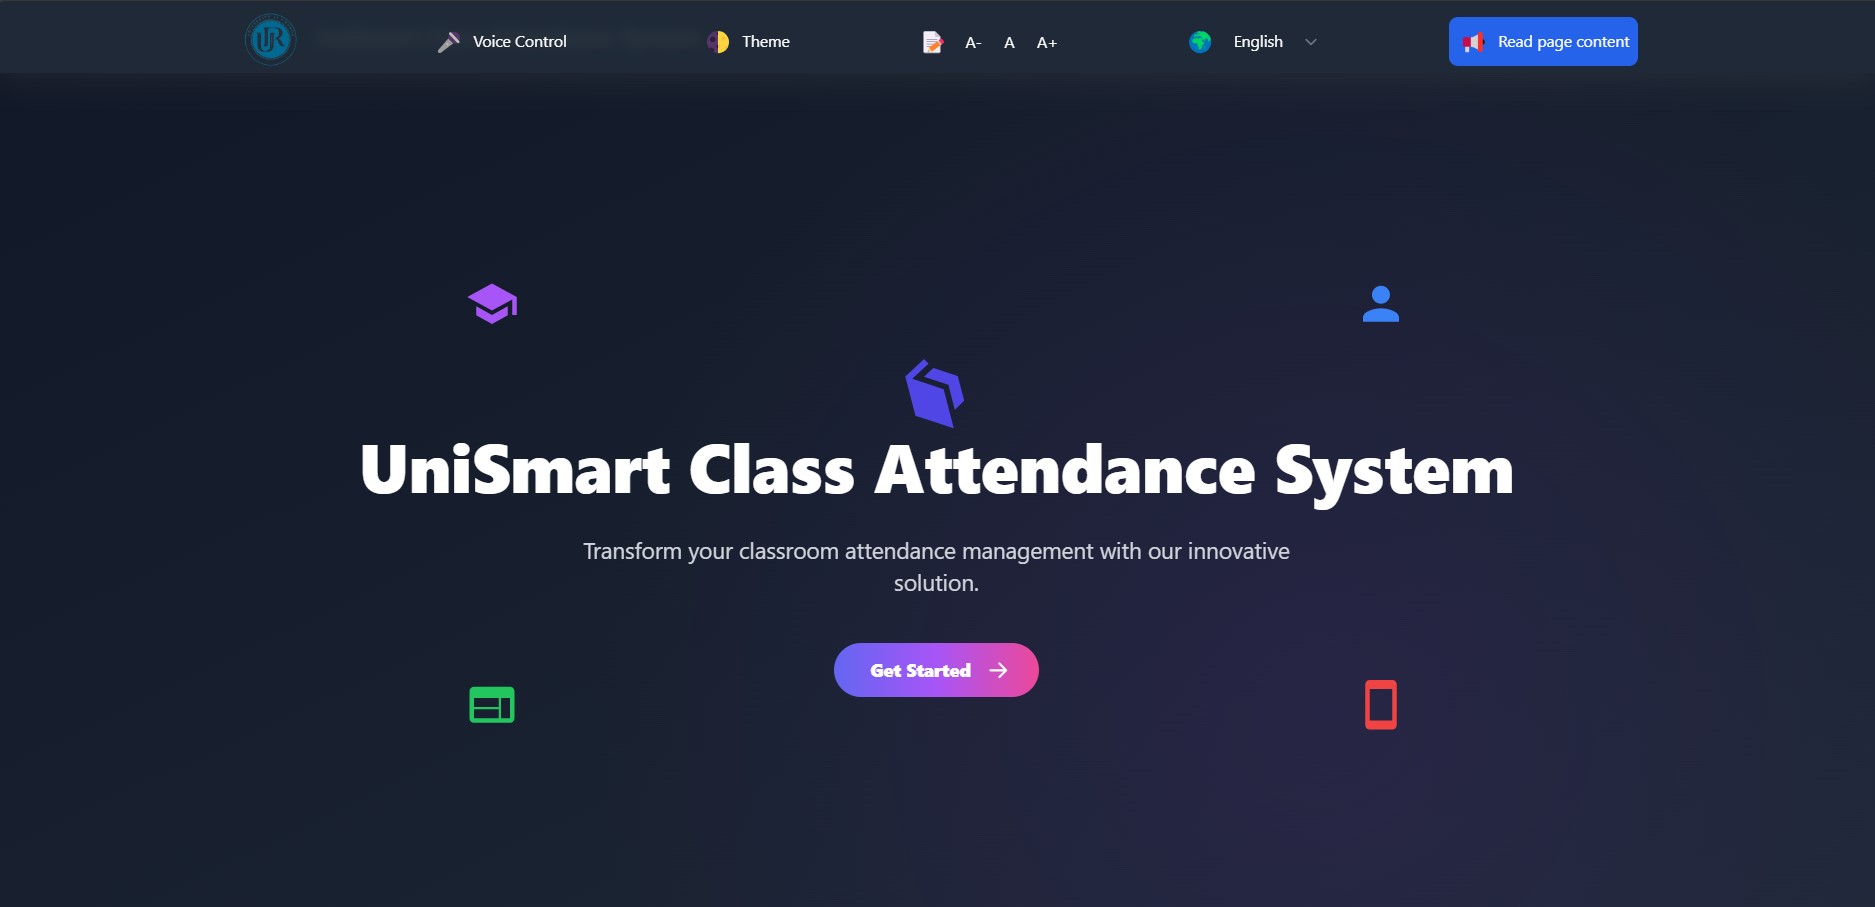 UR
Voice Control
Theme
A-
A
A+
English
Read page content
UniSmart Class Attendance System
Transform your classroom attendance management with our innovative
solution.
Get Started